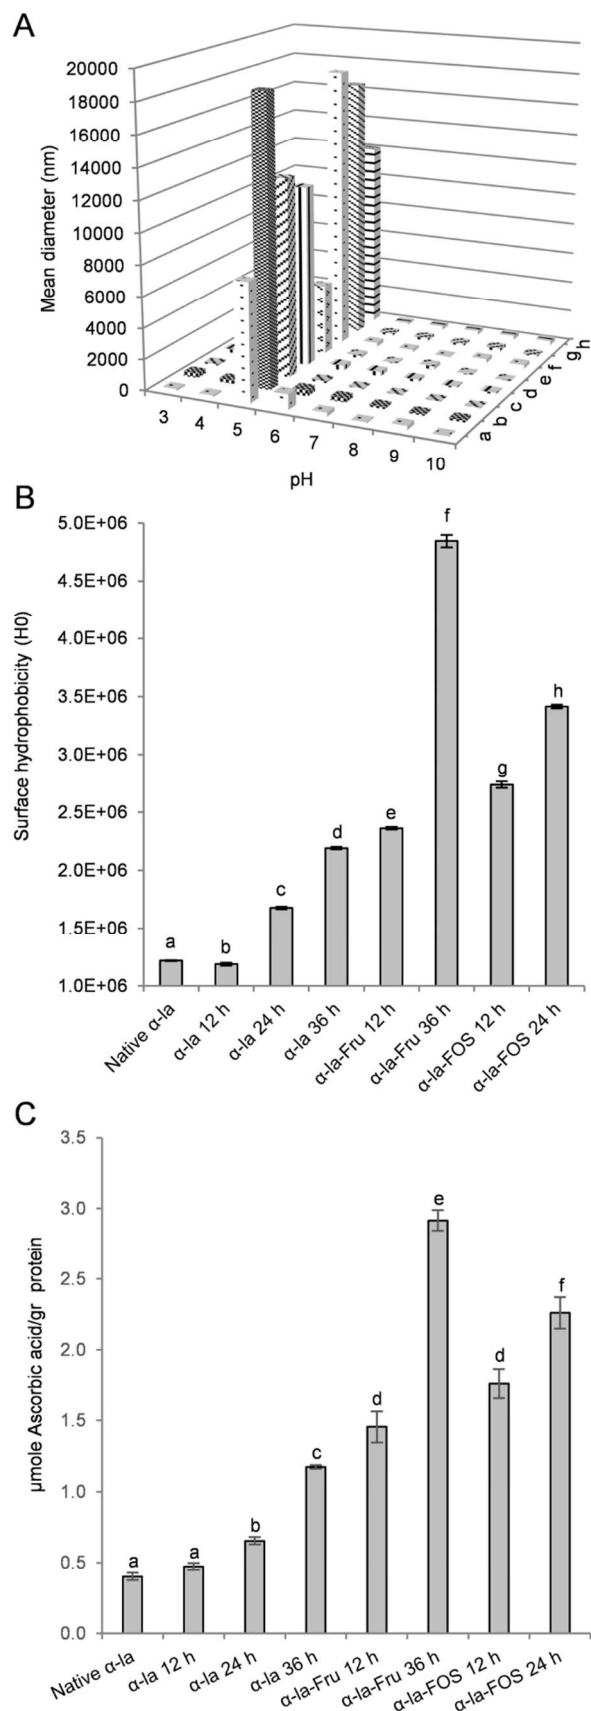 A
20000
18000
16000
14000
12000
10000
8000
6000
4000
2000
0
Mean diameter (nm)
3 4 5 6 7 8 9 10
pH
a b c d e f g h
B
5.0E+06
4.5E+06
4.0E+06
3.5E+06
3.0E+06
2.5E+06
2.0E+06
1.5E+06
1.0E+06
Surface hydrophobicity (H0)
a b c d e f g h
Native α-la
α-la 12 h
α-la 24 h
α-la 36 h
α-la-Fru 12 h
α-la-Fru 36 h
α-la-FOS 12 h
α-la-FOS 24 h
C
3.5
3.0
2.5
2.0
1.5
1.0
0.5
0.0
µmole Ascorbic acid/gr protein
a a b c d e d f
Native α-la
α-la 12 h
α-la 24 h
α-la 36 h
α-la-Fru 12 h
α-la-Fru 36 h
α-la-FOS 12 h
α-la-FOS 24 h